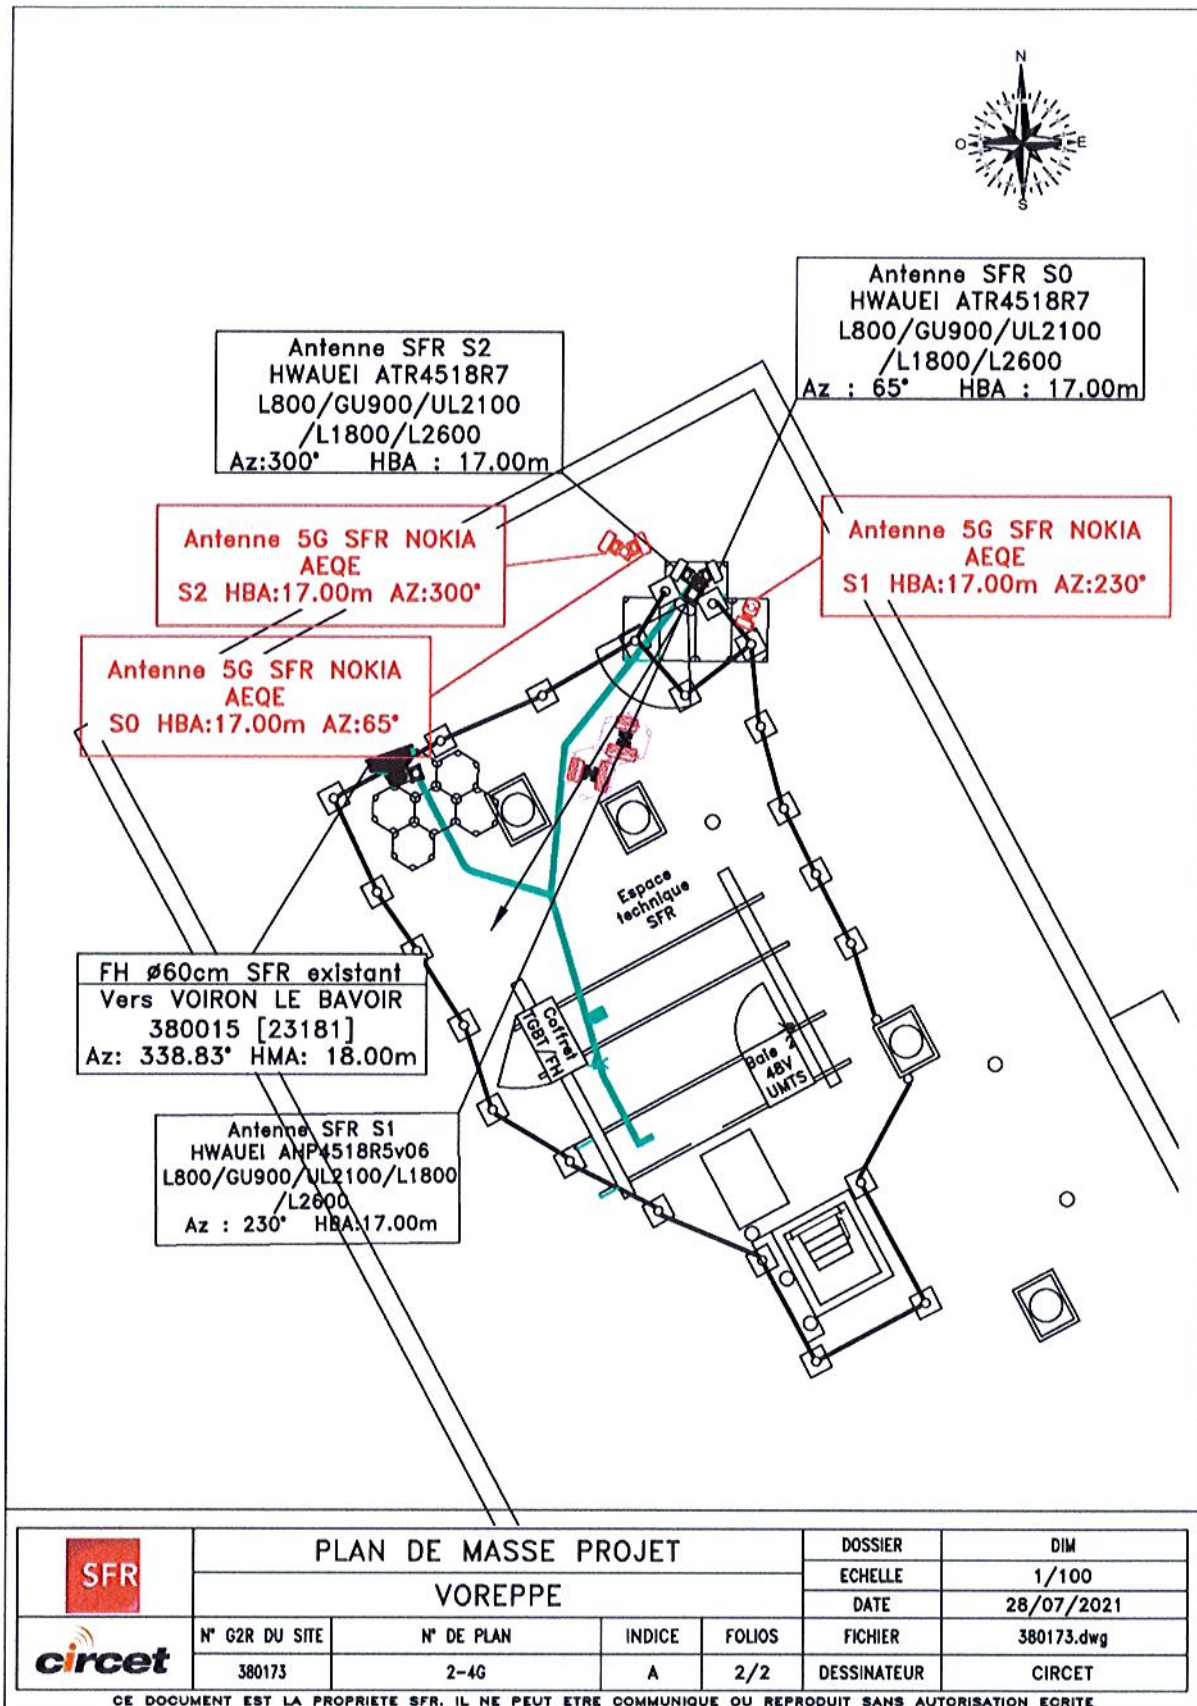 N
O
E
S
Antenne SFR S0
HWAUEI ATR4518R7
L800/GU900/UL2100
/L1800/L2600
Az : 65° HBA : 17.00m
Antenne SFR S2
HWAUEI ATR4518R7
L800/GU900/UL2100
/L1800/L2600
Az:300° HBA : 17.00m
Antenne 5G SFR NOKIA
AEQE
S2 HBA:17.00m AZ:300°
Antenne 5G SFR NOKIA
AEQE
S1 HBA:17.00m AZ:230°
Antenne 5G SFR NOKIA
AEQE
S0 HBA:17.00m AZ:65°
Espace
technique
SFR
FH ø60cm SFR existant
Vers VOIRON LE BAVOIR
380015 [23181]
Az: 338.83° HMA: 18.00m
Coffret
TGBT/FH
Baie 2
48V
UMTS
Antenne SFR S1
HWAUEI AHP4518R5v06
L800/GU900/UL2100/L1800
/L2600
Az : 230° HBA:17.00m
SFR
circet
PLAN DE MASSE PROJET
VOREPPE
DOSSIER DIM
ECHELLE 1/100
DATE 28/07/2021
N° G2R DU SITE N° DE PLAN INDICE FOLIOS FICHIER 380173.dwg
380173 2-4G A 2/2 DESSINATEUR CIRCET
CE DOCUMENT EST LA PROPRIETE SFR. IL NE PEUT ETRE COMMUNIQUE OU REPRODUIT SANS AUTORISATION ECRITE